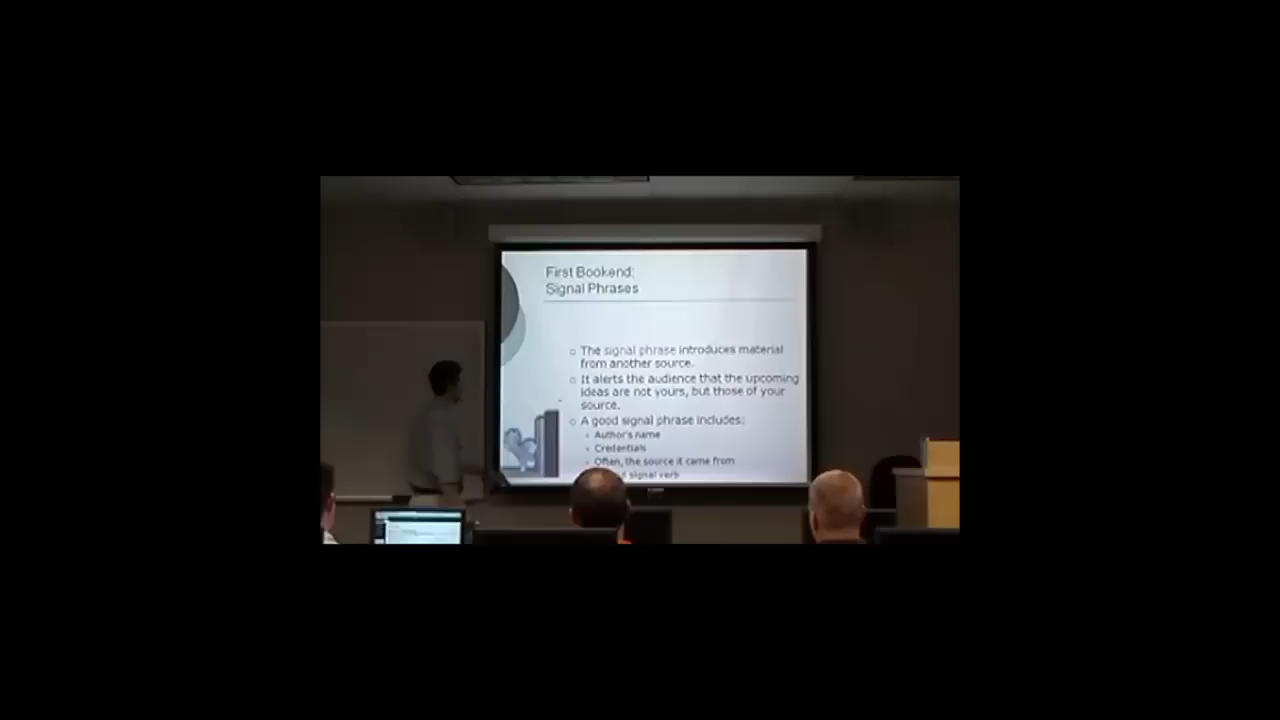 First Bookend:
Signal Phrases
The signal phrase introduces material
from another source.
It alerts the audience that the upcoming
ideas are not yours, but those of your
source.
A good signal phrase includes:
Author's name
Credentials
Often, the source it came from
signal verb